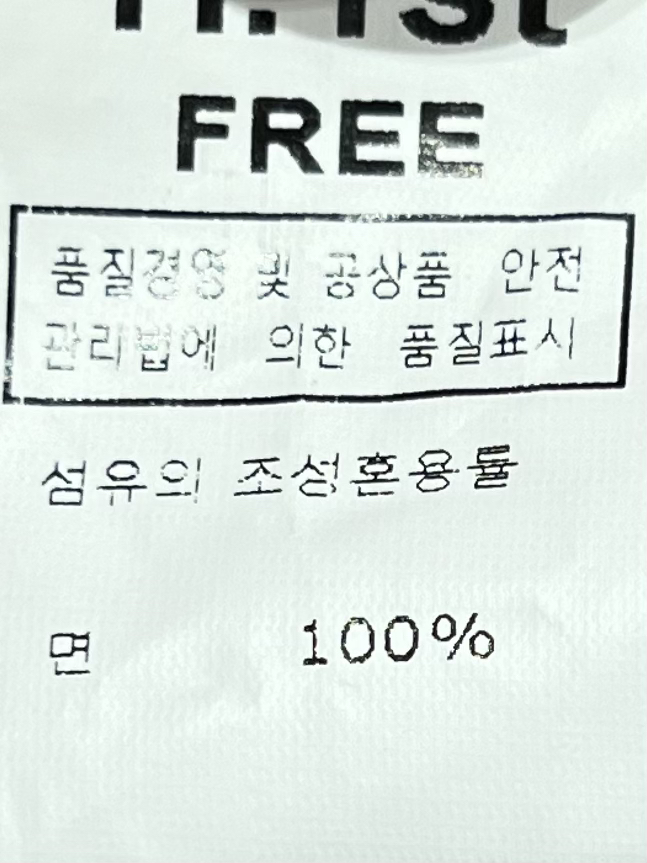 FREE
품질경영 및 공상품 안전
관리법에 의한 품질표시
섬유의 조성혼용률
면 100%